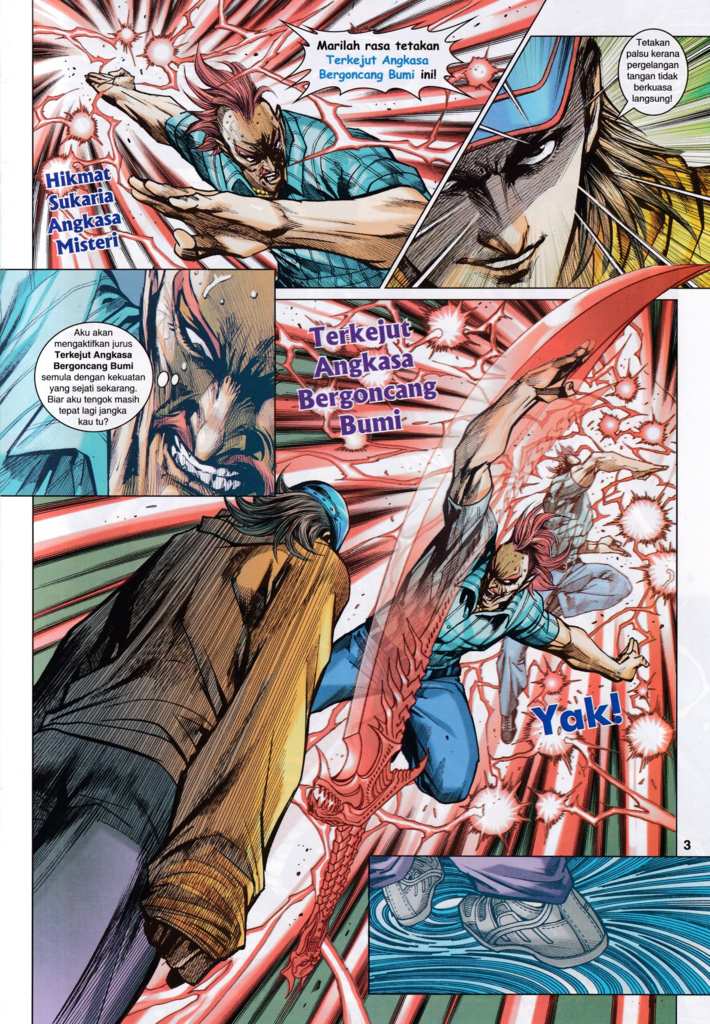 Marilah rasa tetakan
Terkejut Angkasa
Bergoncang Bumi ini!
Tetakan
palsu kerana
pergelangan
tangan tidak
berkuasa
langsung!
Hikmat
Sukaria
Angkasa
Misteri
Aku akan
mengaktifkan jurus
Terkejut Angkasa
Bergoncang Bumi
semula dengan kekuatan
yang sejati sekarang.
Biar aku tengok masih
tepat lagi jangka
kau tu?
Terkejut
Angkasa
Bergoncang
Bumi
Yak!
3